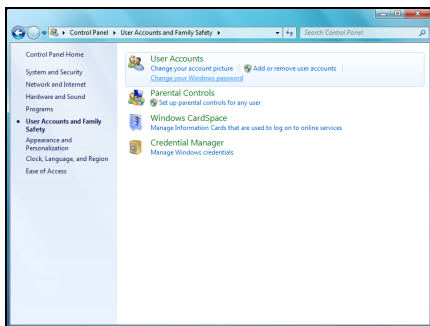 Control Panel ▸ User Accounts and Family Safety ▸
Search Control Panel
Control Panel Home
System and Security
Network and Internet
Hardware and Sound
Programs
User Accounts and Family
Safety
Appearance and
Personalization
Clock, Language, and Region
Ease of Access
User Accounts
Change your account picture | Add or remove user accounts |
Change your Windows password
Parental Controls
Set up parental controls for any user
Windows CardSpace
Manage Information Cards that are used to log on to online services
Credential Manager
Manage Windows credentials